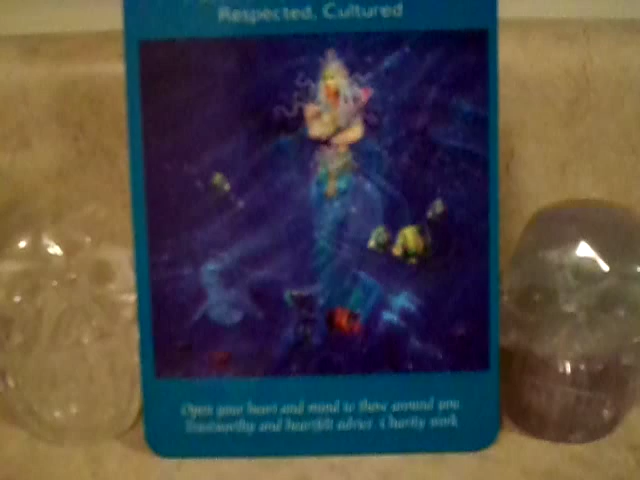 Respected, Cultured
Open your heart and mind to those around you.
Trustworthy and heartfelt advice • Charity work